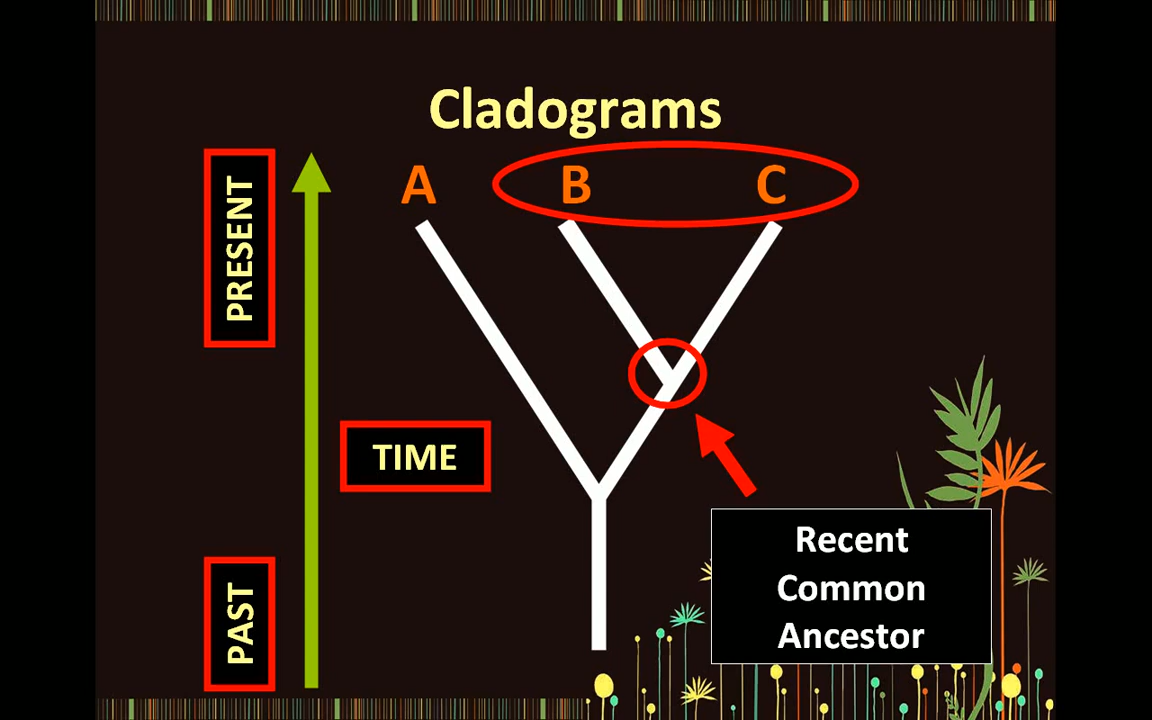 Cladograms
A B C
PRESENT
TIME
PAST
Recent
Common
Ancestor